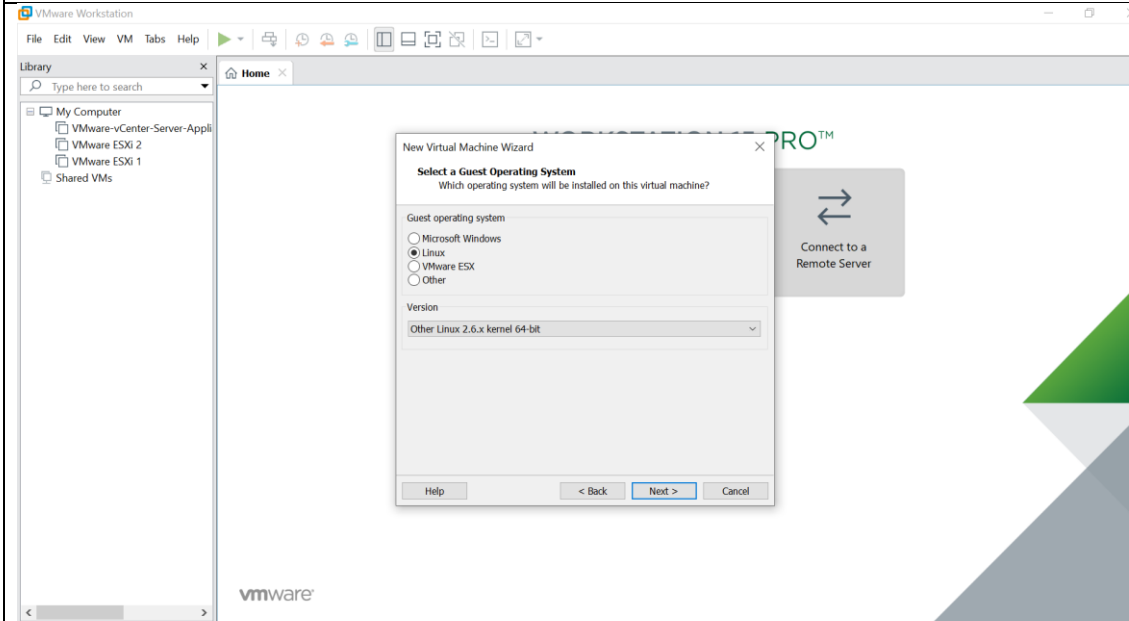 VMware Workstation
File Edit View VM Tabs Help
Library
Home
Type here to search
My Computer
VMware-vCenter-Server-Appli
VMware ESXi 2
VMware ESXi 1
Shared VMs
PRO™
New Virtual Machine Wizard
Select a Guest Operating System
Which operating system will be installed on this virtual machine?
Guest operating system
Microsoft Windows
Linux
VMware ESX
Other
Version
Other Linux 2.6.x kernel 64-bit
Help < Back Next > Cancel
Connect to a
Remote Server
vmware